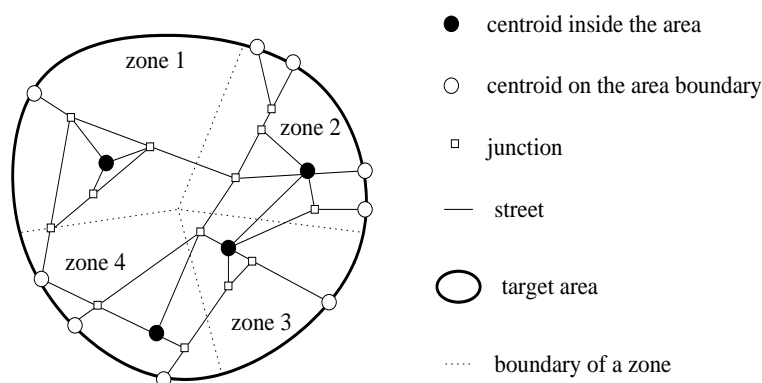 zone 1
zone 2
zone 4
zone 3
centroid inside the area
centroid on the area boundary
junction
street
target area
boundary of a zone